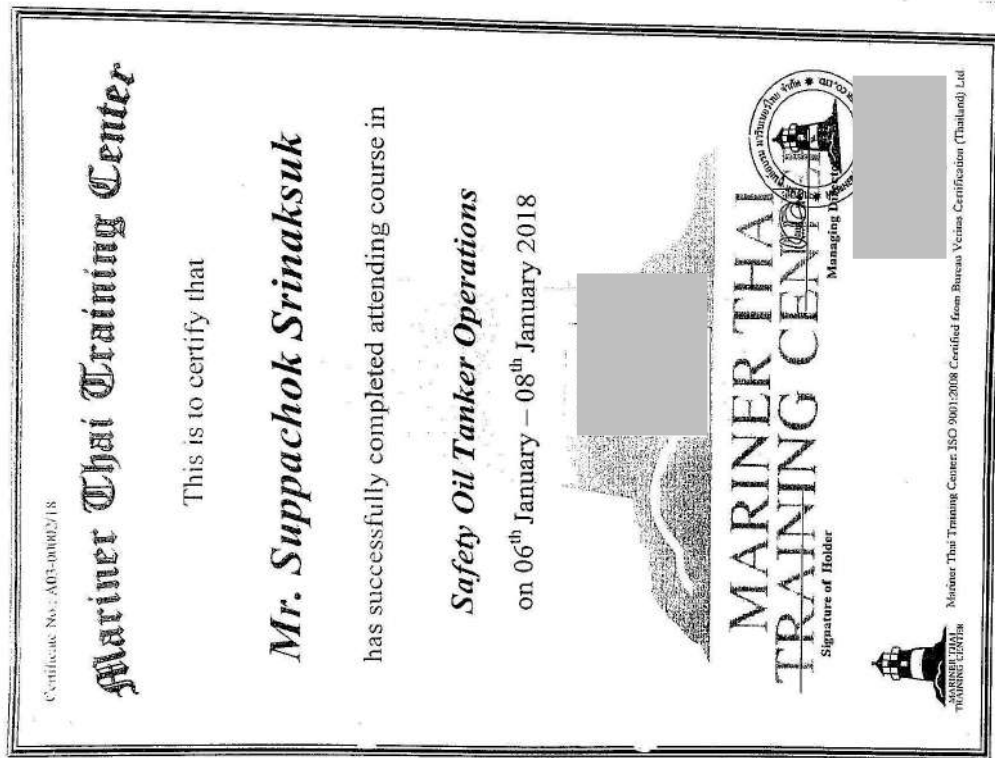 Certificate No.: A03-00002/18
Mariner Thai Training Center
This is to certify that
Mr. Suppachok Srinaksuk
has successfully completed attending course in
Safety Oil Tanker Operations
on 06th January – 08th January 2018
MARINER THAI
TRAINING CENTER
Signature of Holder
Managing Director
MARINER THAI
TRAINING CENTER
Mariner Thai Training Center: ISO 9001:2008 Certified from Bureau Veritas Certification (Thailand) Ltd.